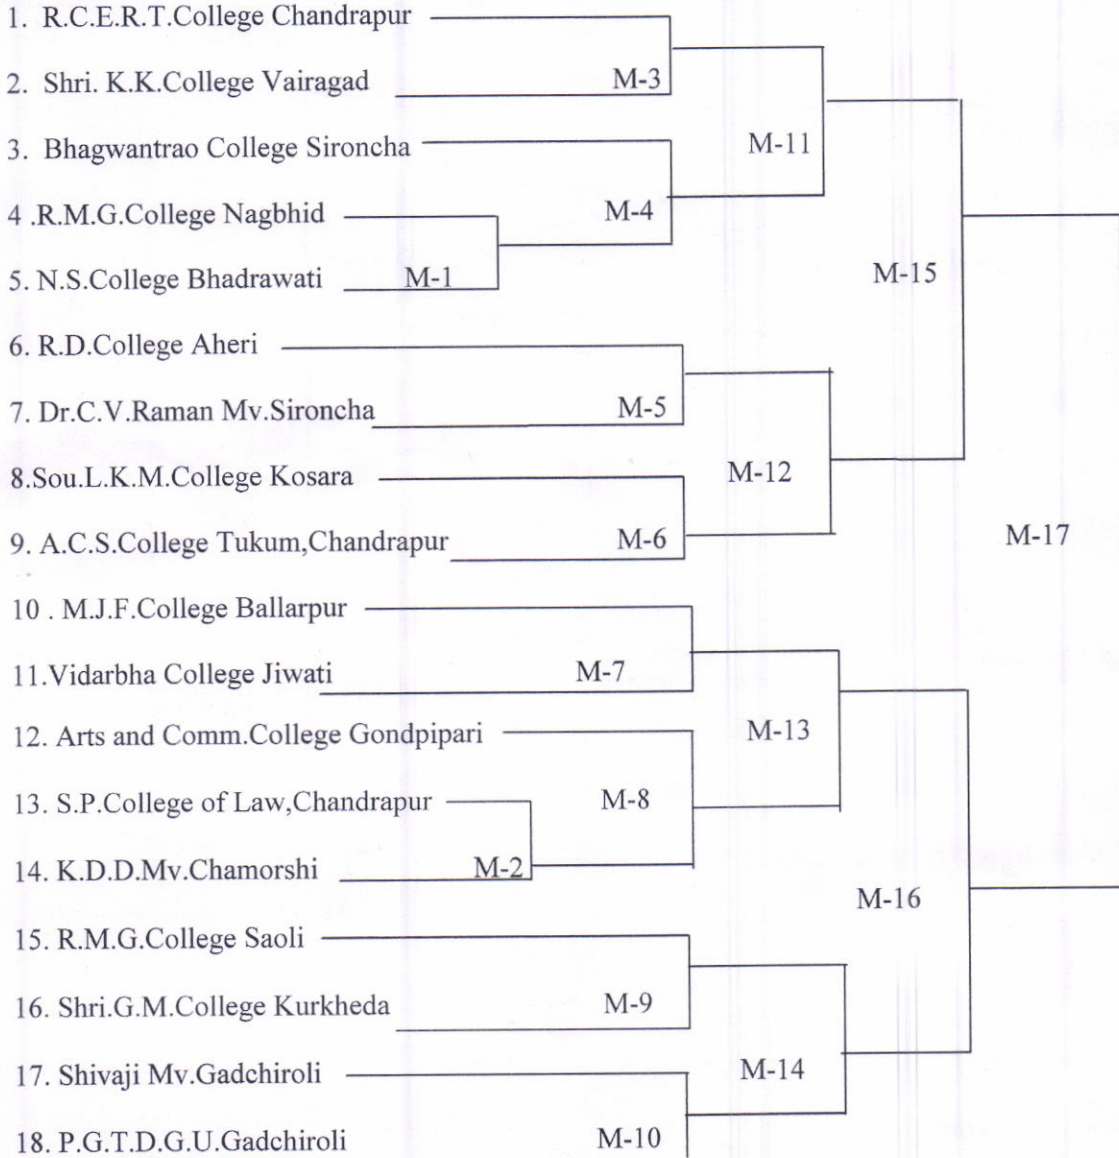 1. R.C.E.R.T.College Chandrapur
2. Shri. K.K.College Vairagad M-3
3. Bhagwantrao College Sironcha M-11
4 .R.M.G.College Nagbhid M-4
5. N.S.College Bhadrawati M-1 M-15
6. R.D.College Aheri
7. Dr.C.V.Raman Mv.Sironcha M-5
8.Sou.L.K.M.College Kosara M-12
9. A.C.S.College Tukum,Chandrapur M-6 M-17
10 . M.J.F.College Ballarpur
11.Vidarbha College Jiwati M-7
12. Arts and Comm.College Gondpipari M-13
13. S.P.College of Law,Chandrapur M-8
14. K.D.D.Mv.Chamorshi M-2
M-16
15. R.M.G.College Saoli
16. Shri.G.M.College Kurkheda M-9
17. Shivaji Mv.Gadchiroli M-14
18. P.G.T.D.G.U.Gadchiroli M-10